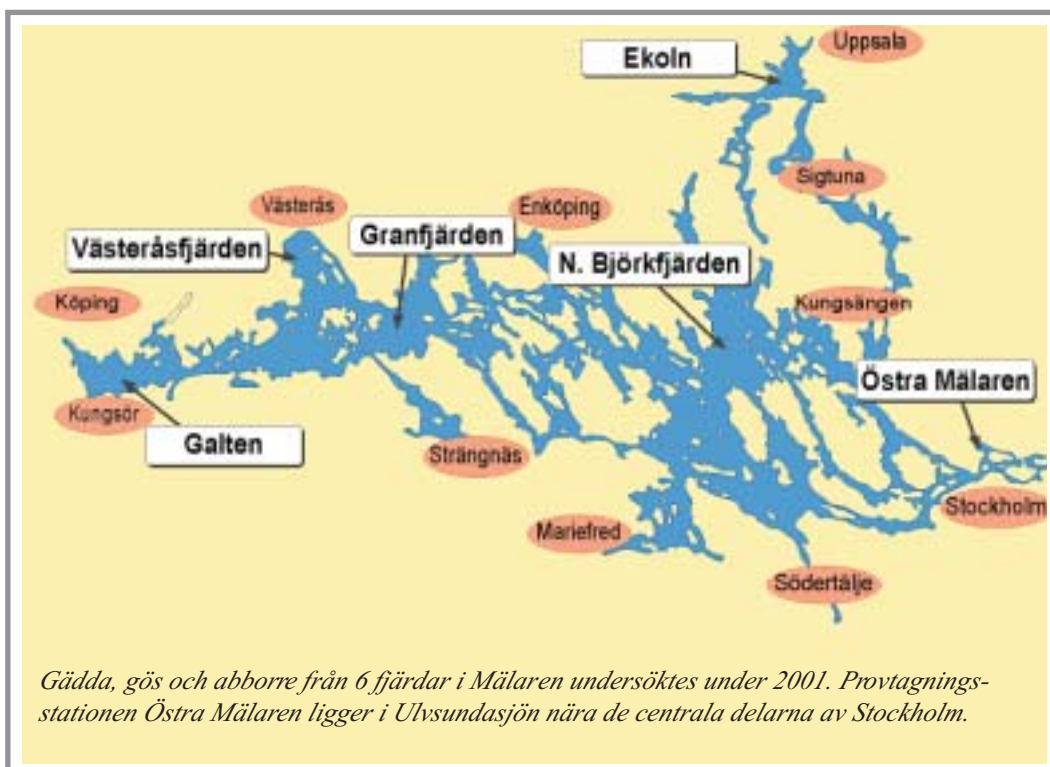 Uppsala
Ekoln
Sigtuna
Västerås
Enköping
Granfjärden
Västeråsfjärden
N. Björkfjärden
Köping
Kungsängen
Östra Mälaren
Kungsör
Galten
Strängnäs
Stockholm
Mariefred
Södertälje
Gädda, gös och abborre från 6 fjärdar i Mälaren undersöktes under 2001. Provtagnings-
stationen Östra Mälaren ligger i Ulvsundasjön nära de centrala delarna av Stockholm.